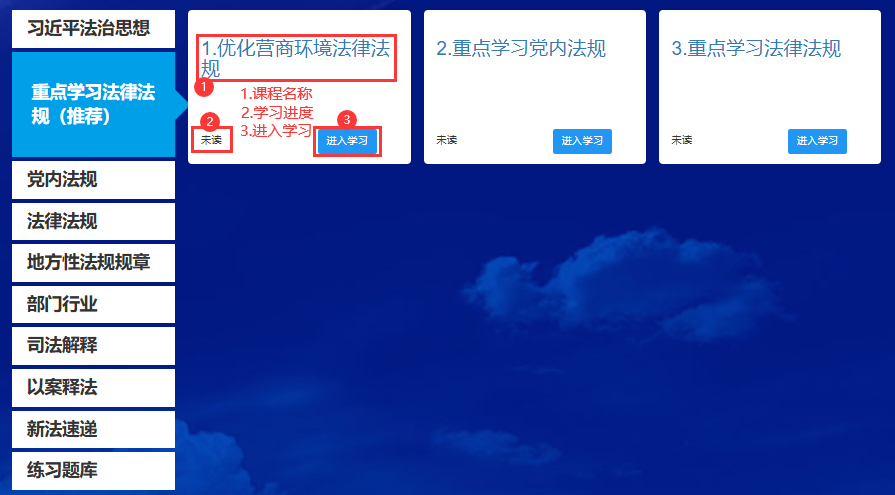 习近平法治思想
重点学习法律法
规（推荐）
党内法规
法律法规
地方性法规规章
部门行业
司法解释
以案释法
新法速递
练习题库
1.优化营商环境法律法
规
1
1.课程名称
2.学习进度
3.进入学习
2
3
未读
进入学习
2.重点学习党内法规
未读
进入学习
3.重点学习法律法规
未读
进入学习